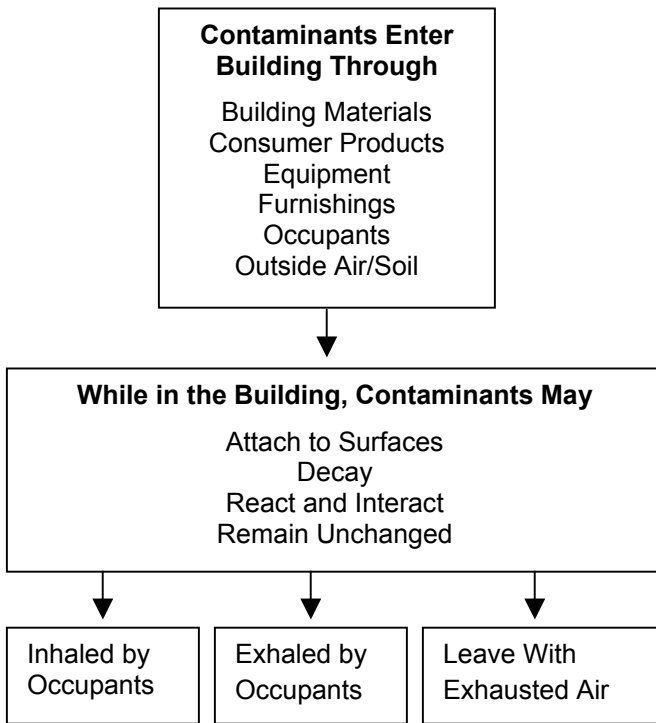 Contaminants Enter
Building Through
Building Materials
Consumer Products
Equipment
Furnishings
Occupants
Outside Air/Soil
While in the Building, Contaminants May
Attach to Surfaces
Decay
React and Interact
Remain Unchanged
Inhaled by
Occupants
Exhaled by
Occupants
Leave With
Exhausted Air